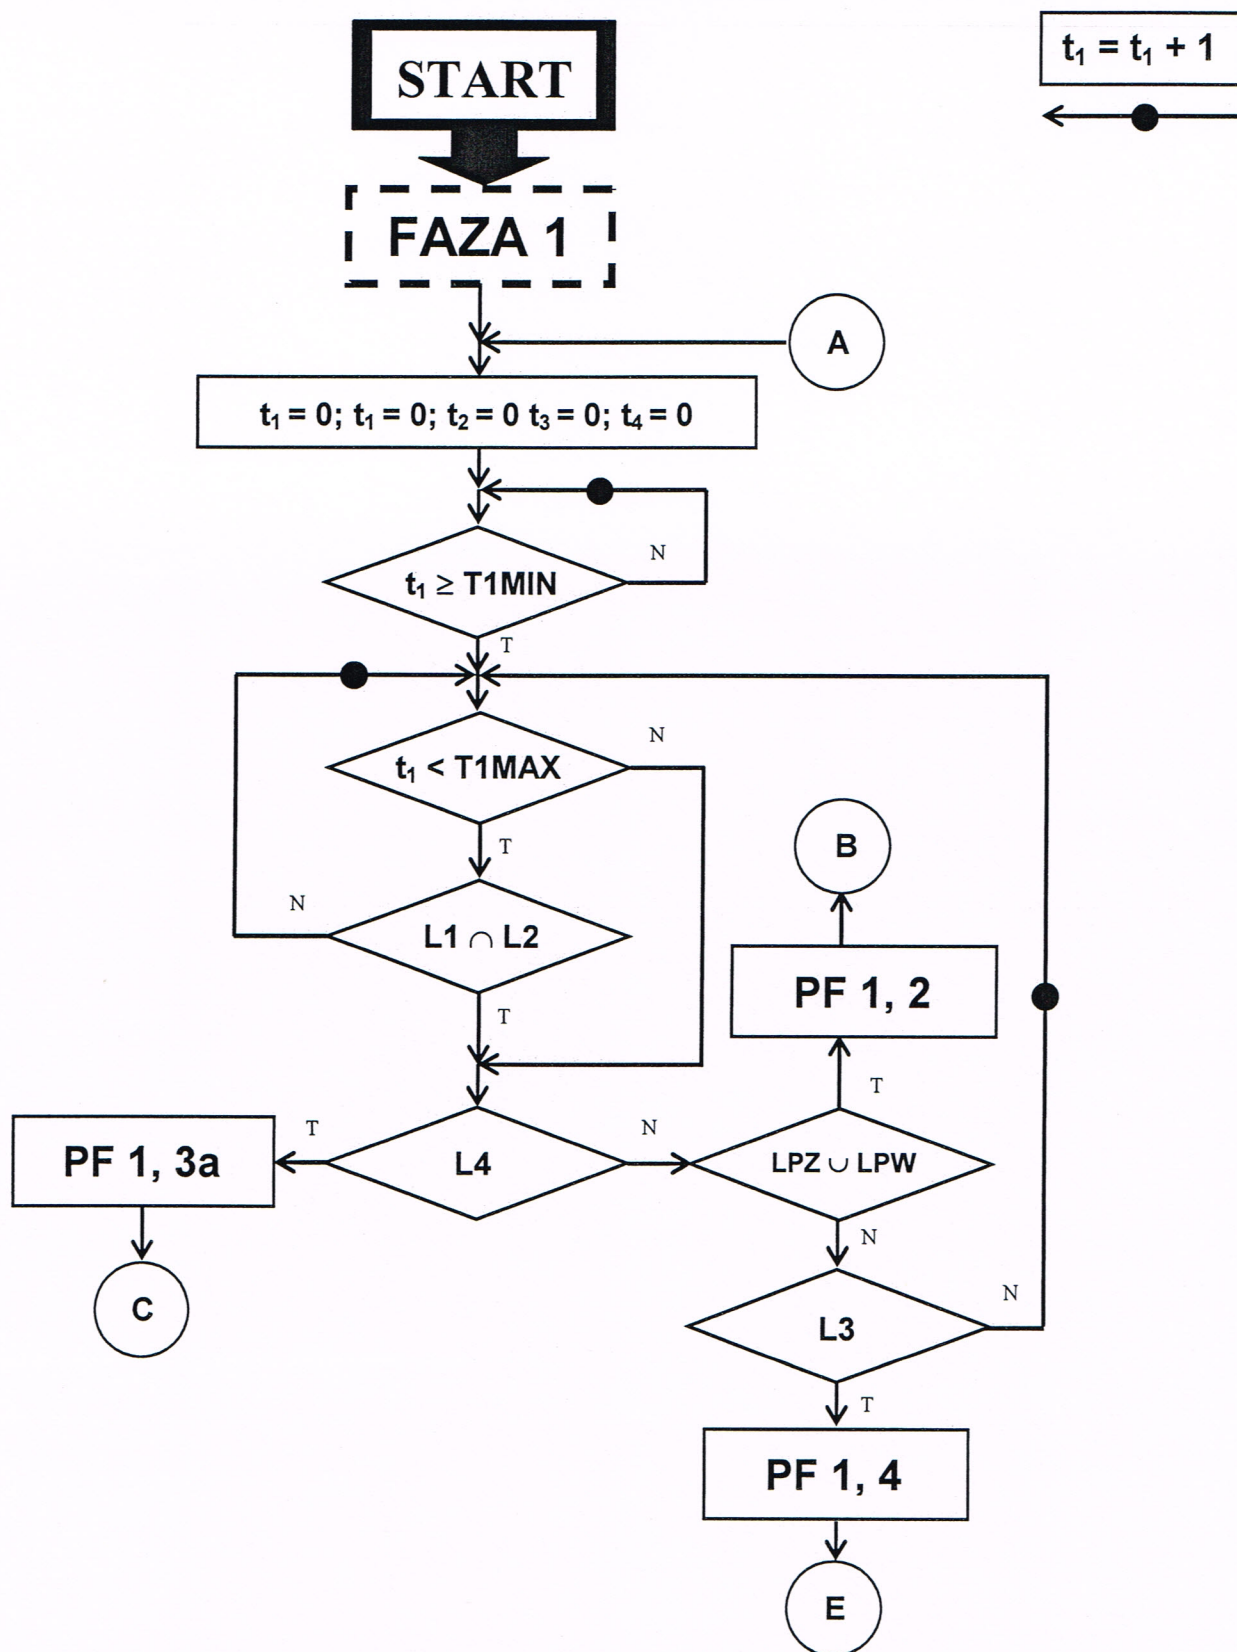 START
t₁ = t₁ + 1
FAZA 1
A
t₁ = 0; t₁ = 0; t₂ = 0 t₃ = 0; t₄ = 0
N
t₁ ≥ T1MIN
T
N
t₁ < T1MAX
T
B
N
L1 ∩ L2
PF 1, 2
T
T
T
N
PF 1, 3a
L4
LPZ ∪ LPW
N
C
N
L3
T
PF 1, 4
E